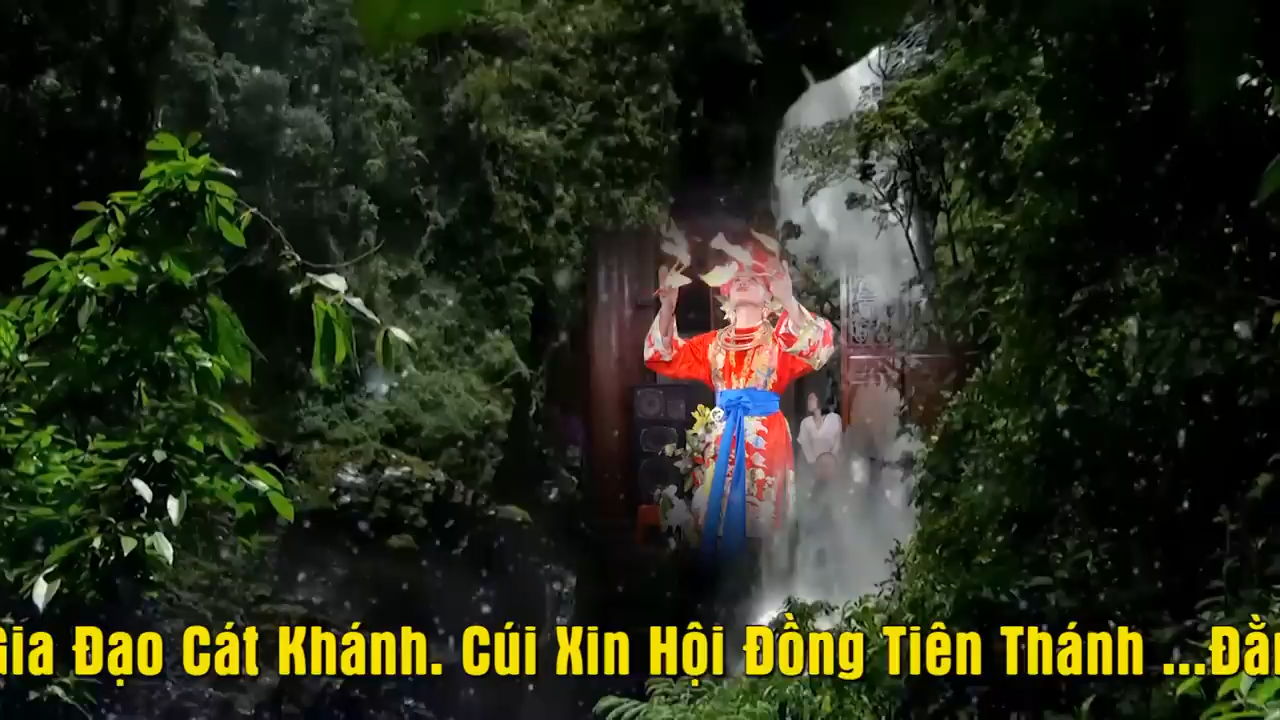 Gia Đạo Cát Khánh. Cúi Xin Hội Đồng Tiên Thánh ...